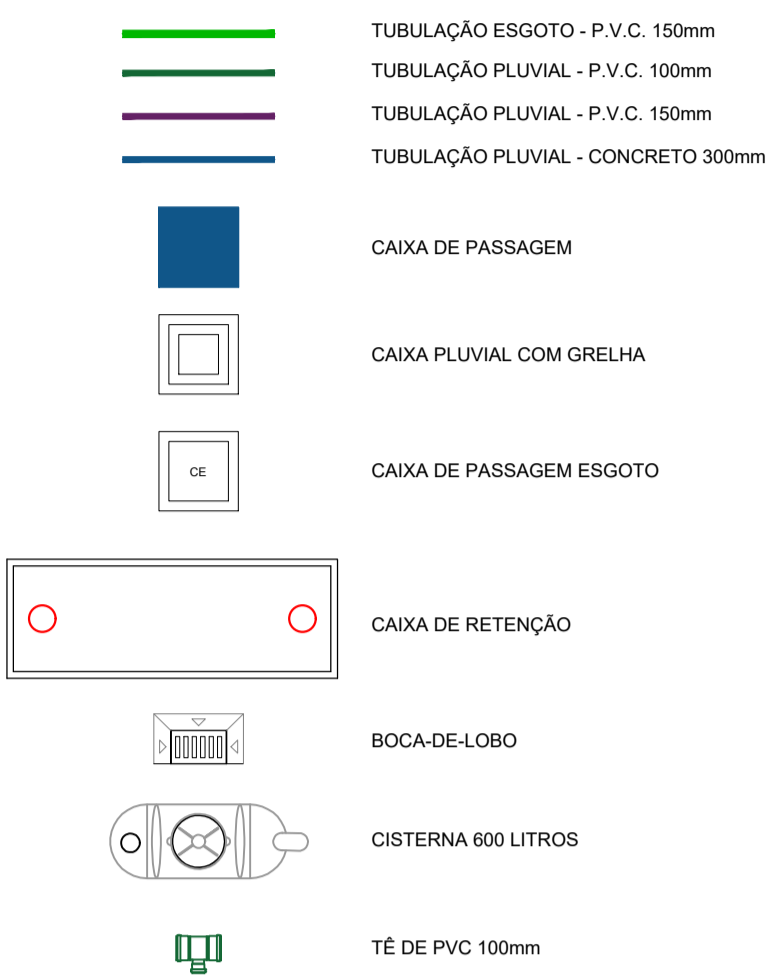 TUBULAÇÃO ESGOTO - P.V.C. 150mm
TUBULAÇÃO PLUVIAL - P.V.C. 100mm
TUBULAÇÃO PLUVIAL - P.V.C. 150mm
TUBULAÇÃO PLUVIAL - CONCRETO 300mm
CAIXA DE PASSAGEM
CAIXA PLUVIAL COM GRELHA
CE
CAIXA DE PASSAGEM ESGOTO
CAIXA DE RETENÇÃO
BOCA-DE-LOBO
CISTERNA 600 LITROS
TÊ DE PVC 100mm